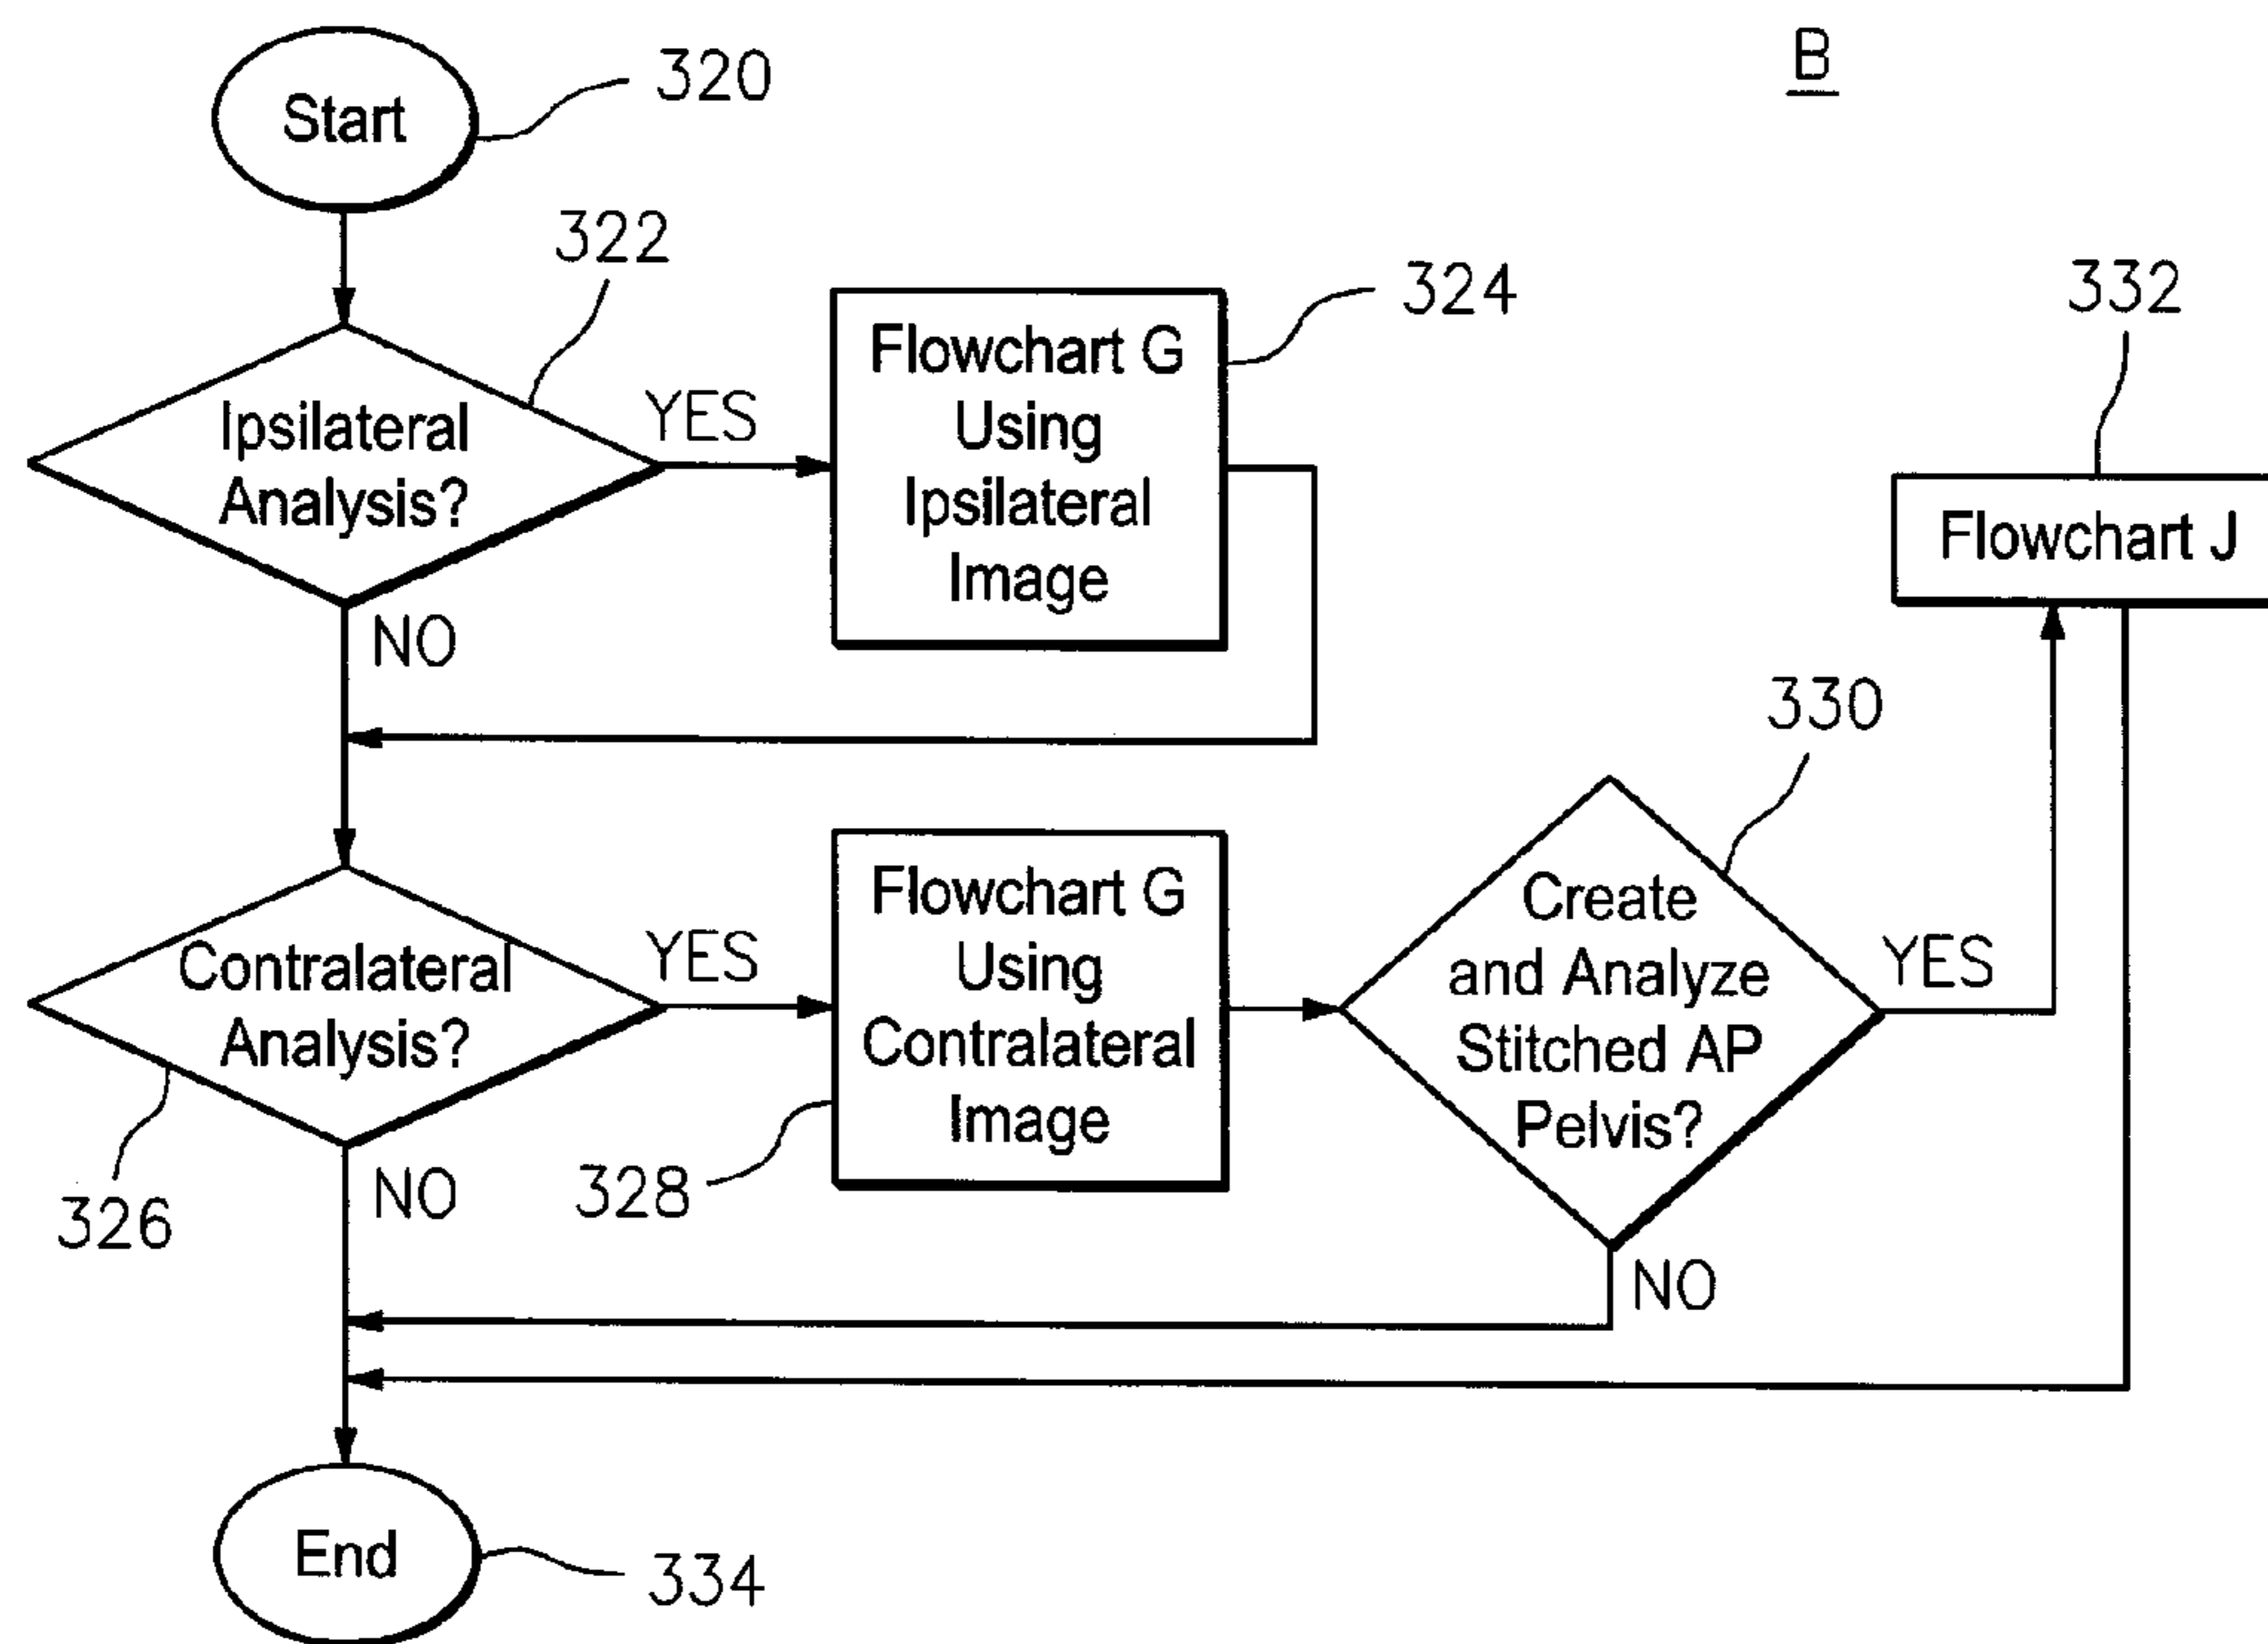 B
Start
320
322
Ipsilateral
Analysis?
YES
NO
Flowchart G
Using
Ipsilateral
Image
324
332
Flowchart J
330
Contralateral
Analysis?
YES
NO
326
Flowchart G
Using
Contralateral
Image
328
Create
and Analyze
Stitched AP
Pelvis?
YES
NO
End
334